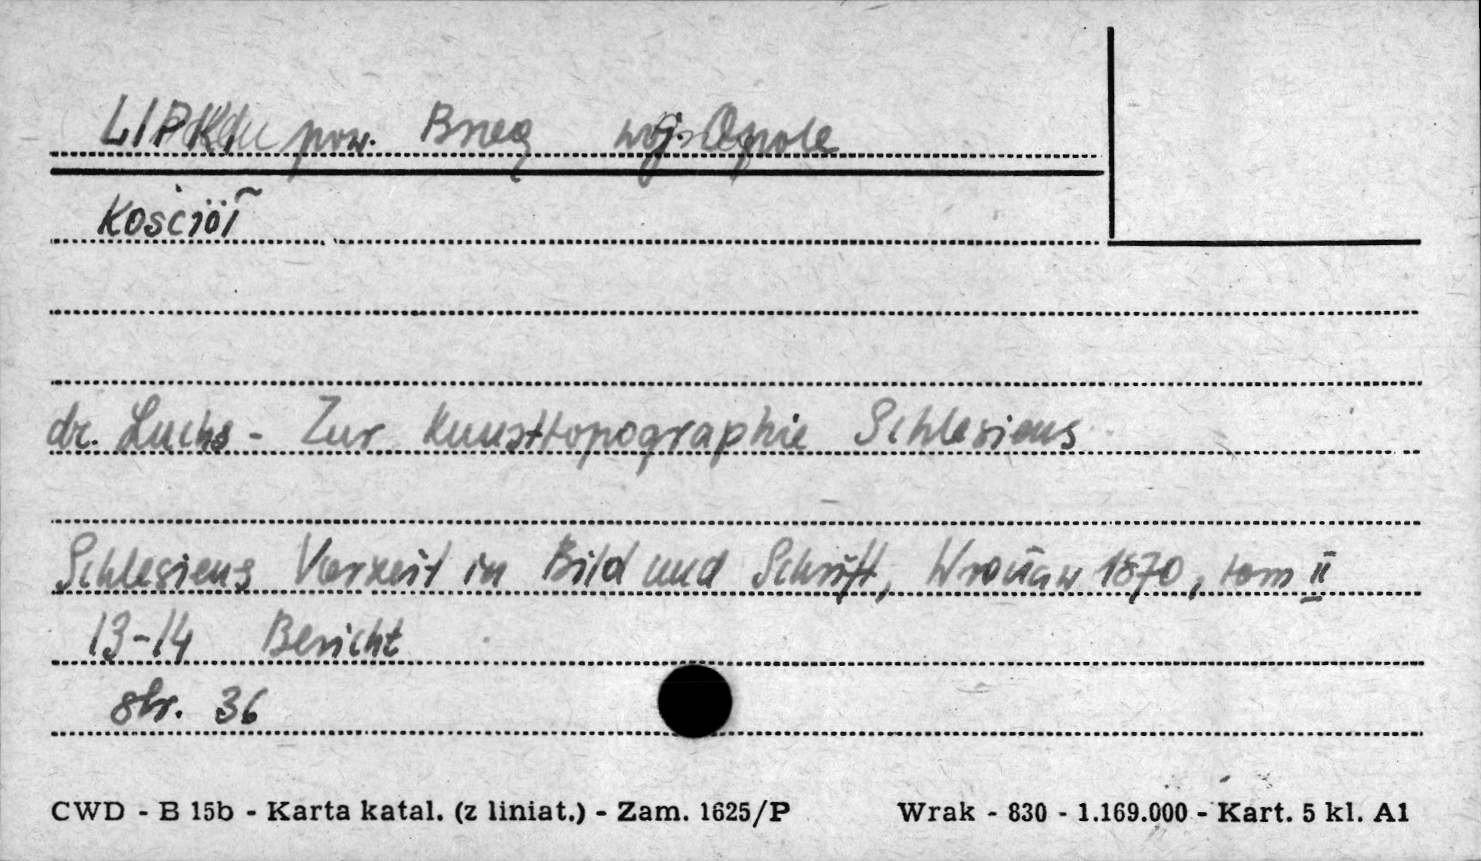 LIPKI pow. Brzeg woj. Opole
Kościół
dr. Luchs - Zur Kunsttopographie Schlesiens
Schlesiens Vorzeit in Bild und Schrift, Wrocław 1870, tom II
13-14 Bericht
str. 36
CWD - B 15b - Karta katal. (z liniat.) - Zam. 1625/P Wrak - 830 - 1.169.000 - Kart. 5 kl. A1